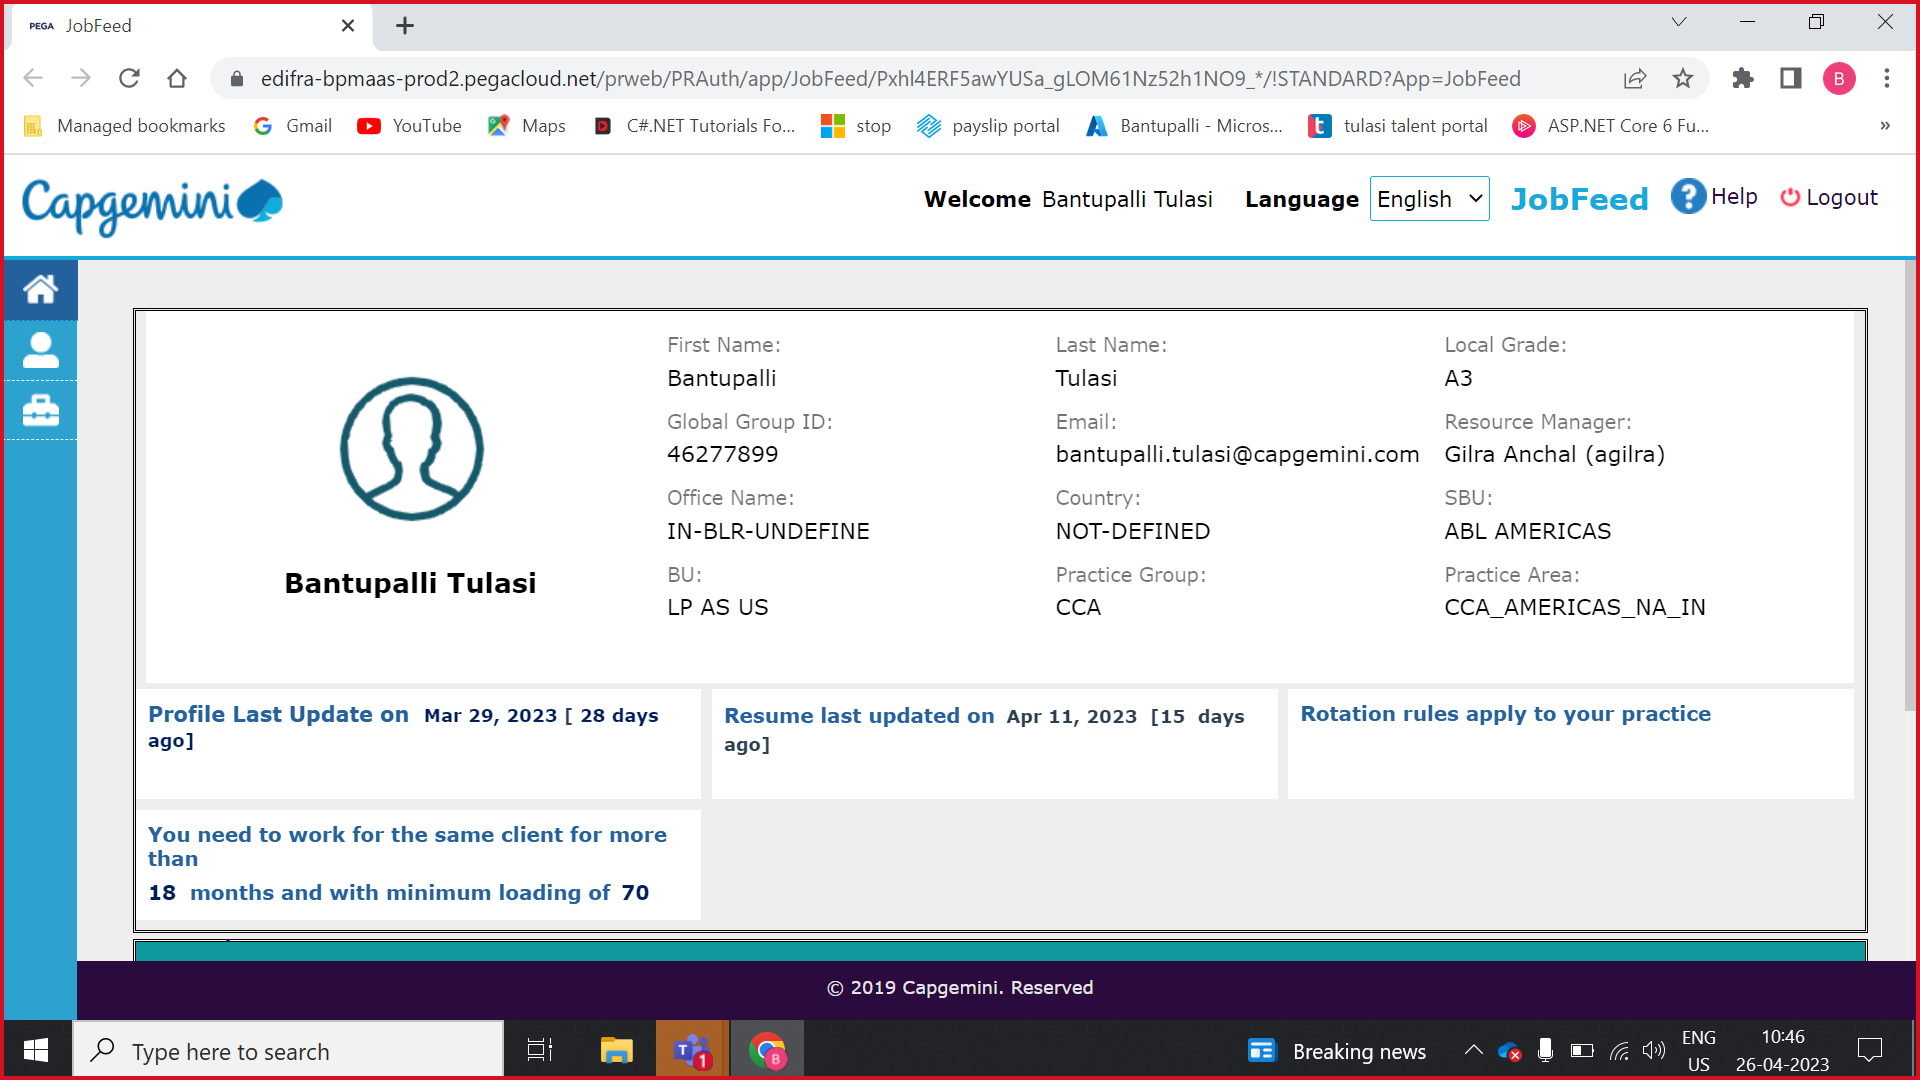 PEGA JobFeed
edifra-bpmaas-prod2.pegacloud.net/prweb/PRAuth/app/JobFeed/Pxhl4ERF5awYUSa_gLOM61Nz52h1NO9_*/!STANDARD?App=JobFeed
B
Managed bookmarks Gmail YouTube Maps C#.NET Tutorials Fo... stop payslip portal Bantupalli - Micros... tulasi talent portal ASP.NET Core 6 Fu... »
Capgemini Welcome Bantupalli Tulasi Language English JobFeed ? Help Logout
First Name: Last Name: Local Grade:
Bantupalli Tulasi A3
Global Group ID: Email: Resource Manager:
46277899 bantupalli.tulasi@capgemini.com Gilra Anchal (agilra)
Office Name: Country: SBU:
IN-BLR-UNDEFINE NOT-DEFINED ABL AMERICAS
Bantupalli Tulasi
BU: Practice Group: Practice Area:
LP AS US CCA CCA_AMERICAS_NA_IN
Profile Last Update on Mar 29, 2023 [ 28 days
ago]
Resume last updated on Apr 11, 2023 [15 days
ago]
Rotation rules apply to your practice
You need to work for the same client for more
than
18 months and with minimum loading of 70
© 2019 Capgemini. Reserved
Type here to search
T 1
B
Breaking news
ENG
US
10:46
26-04-2023